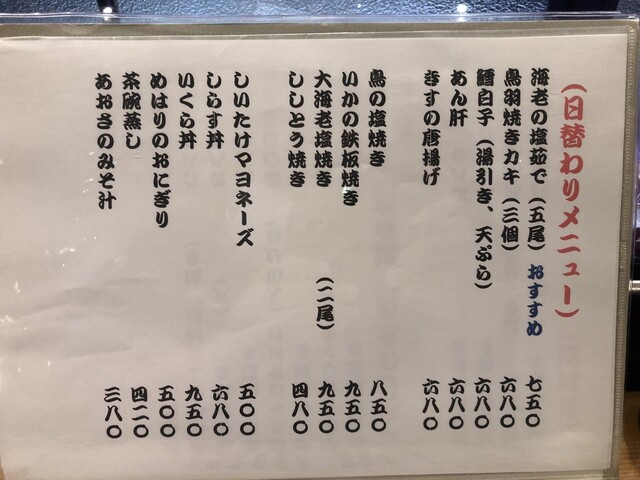 (日替わりメニュー)
海老の塩茹で (五尾) おすすめ 七五〇
鳥羽焼きカキ (三個) 六八〇
鱈白子 (湯引き、天ぷら) 六八〇
あん肝 六八〇
きすの唐揚げ 六八〇
鳥の塩焼き 八五〇
いかの鉄板焼き 九五〇
大海老塩焼き (二尾) 九五〇
ししとう焼き 四八〇
しいたけマヨネーズ 五〇〇
しらす丼 六八〇
いくら丼 九五〇
めはりのおにぎり 五〇〇
茶碗蒸し 四二〇
あおさのみそ汁 三八〇